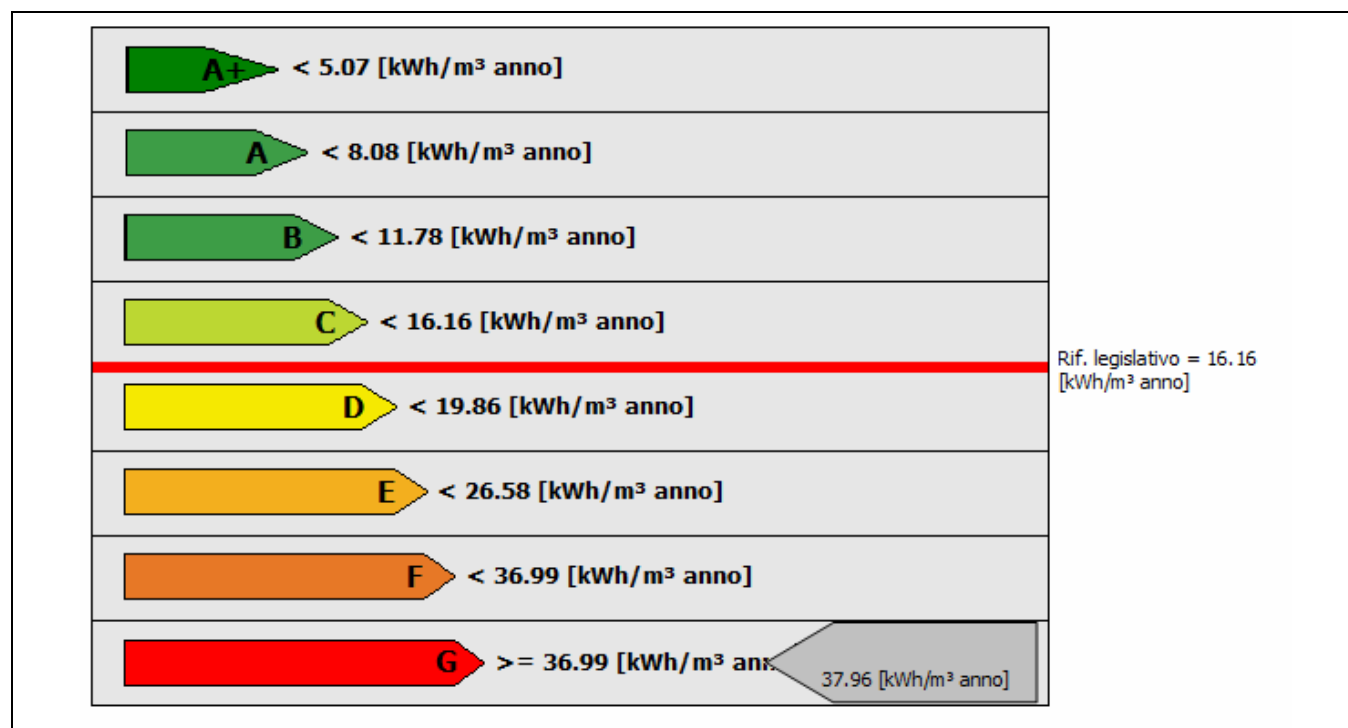 A+ < 5.07 [kWh/m³ anno]
A < 8.08 [kWh/m³ anno]
B < 11.78 [kWh/m³ anno]
C < 16.16 [kWh/m³ anno]
Rif. legislativo = 16.16
[kWh/m³ anno]
D < 19.86 [kWh/m³ anno]
E < 26.58 [kWh/m³ anno]
F < 36.99 [kWh/m³ anno]
G >= 36.99 [kWh/m³
37.96 [kWh/m³ anno]